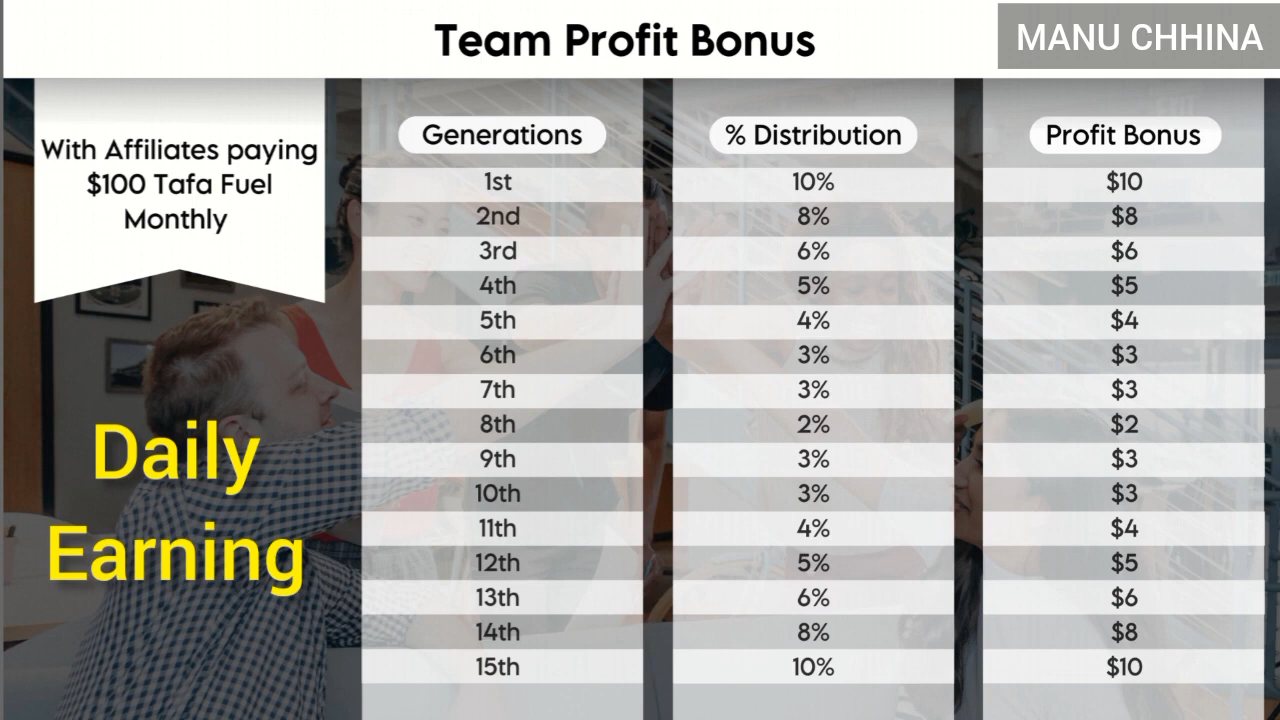 Team Profit Bonus
MANU CHHINA
With Affiliates paying
$100 Tafa Fuel
Monthly
Daily
Earning
Generations % Distribution Profit Bonus
1st 10% $10
2nd 8% $8
3rd 6% $6
4th 5% $5
5th 4% $4
6th 3% $3
7th 3% $3
8th 2% $2
9th 3% $3
10th 3% $3
11th 4% $4
12th 5% $5
13th 6% $6
14th 8% $8
15th 10% $10